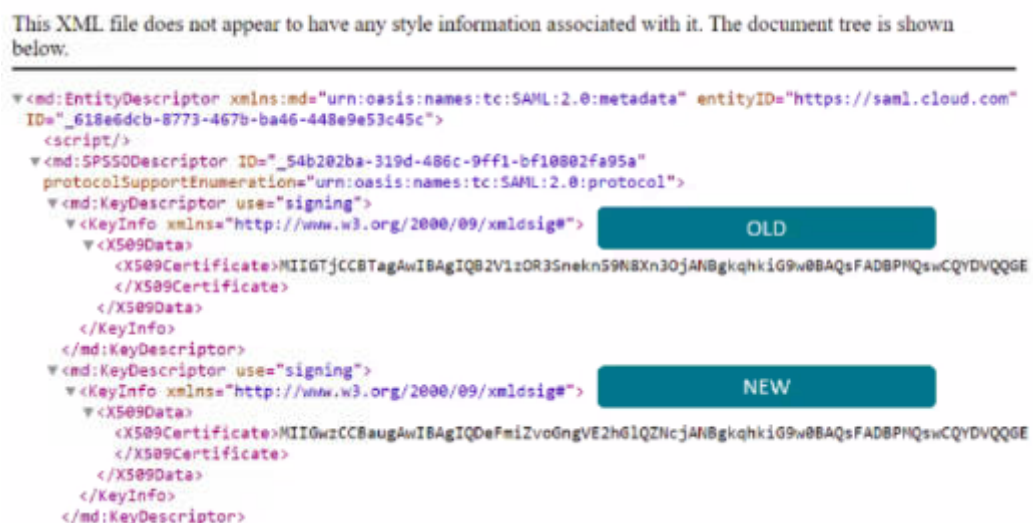 This XML file does not appear to have any style information associated with it. The document tree is shown
below.
▼<md:EntityDescriptor xmlns:md="urn:oasis:names:tc:SAML:2.0:metadata" entityID="https://saml.cloud.com"
ID="_618e6dcb-8773-467b-ba46-448e9e53c45c">
<script/>
▼<md:SPSSODescriptor ID="_54b202ba-319d-486c-9ff1-bf10802fa95a"
protocolSupportEnumeration="urn:oasis:names:tc:SAML:2.0:protocol">
▼<md:KeyDescriptor use="signing">
▼<KeyInfo xmlns="http://www.w3.org/2000/09/xmldsig#"> OLD
▼<X509Data>
<X509Certificate>MIIGTjCCBTagAwIBAgIQB2V1zOR3Snekn59N8Xn3OjANBgkqhkiG9w0BAQsFADBPMQswCQYDVQQGE
</X509Certificate>
</X509Data>
</KeyInfo>
</md:KeyDescriptor>
▼<md:KeyDescriptor use="signing">
▼<KeyInfo xmlns="http://www.w3.org/2000/09/xmldsig#"> NEW
▼<X509Data>
<X509Certificate>MIIGwzCCBaugAwIBAgIQDeFmiZvoGngVE2hGlQZNcjANBgkqhkiG9w0BAQsFADBPMQswCQYDVQQGE
</X509Certificate>
</X509Data>
</KeyInfo>
</md:KeyDescriptor>